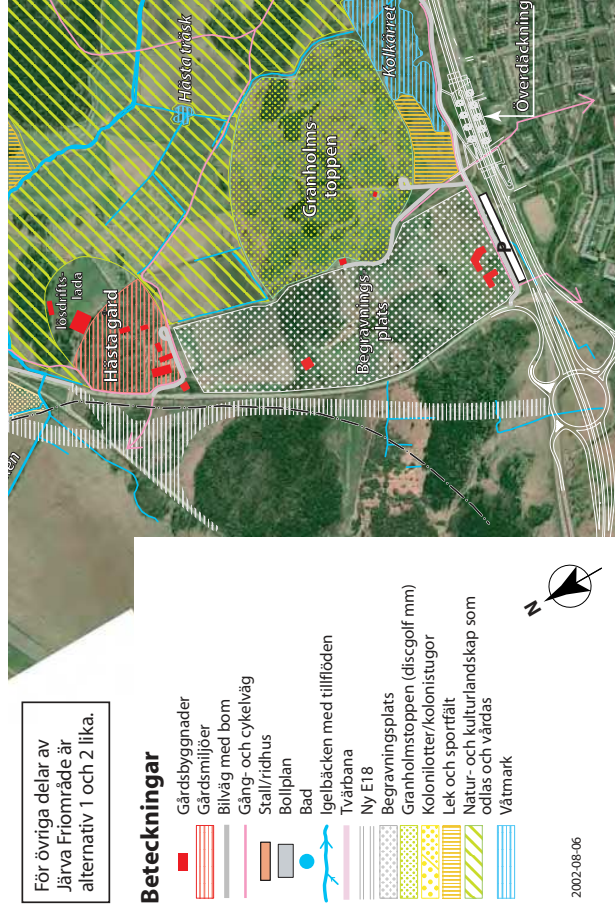 För övriga delar av
Järva Friområde är
alternativ 1 och 2 lika.
Beteckningar
Gårdsbyggnader
Gårdsmiljöer
Bilväg med bom
Gång- och cykelväg
Stall/ridhus
Bollplan
Bad
Igelbäcken med tillflöden
Tvärbana
Ny E18
Begravningsplats
Granholmstoppen (discgolf mm)
Kolonilotter/kolonistugor
Lek och sportfält
Natur- och kulturlandskap som
odlas och vårdas
Våtmark
2002-08-06
N
lösdrifts-
lada
Hästa gård
Hästa träsk
Granholms-
toppen
Kolkärret
Begravnings
plats
P
Överdäckning